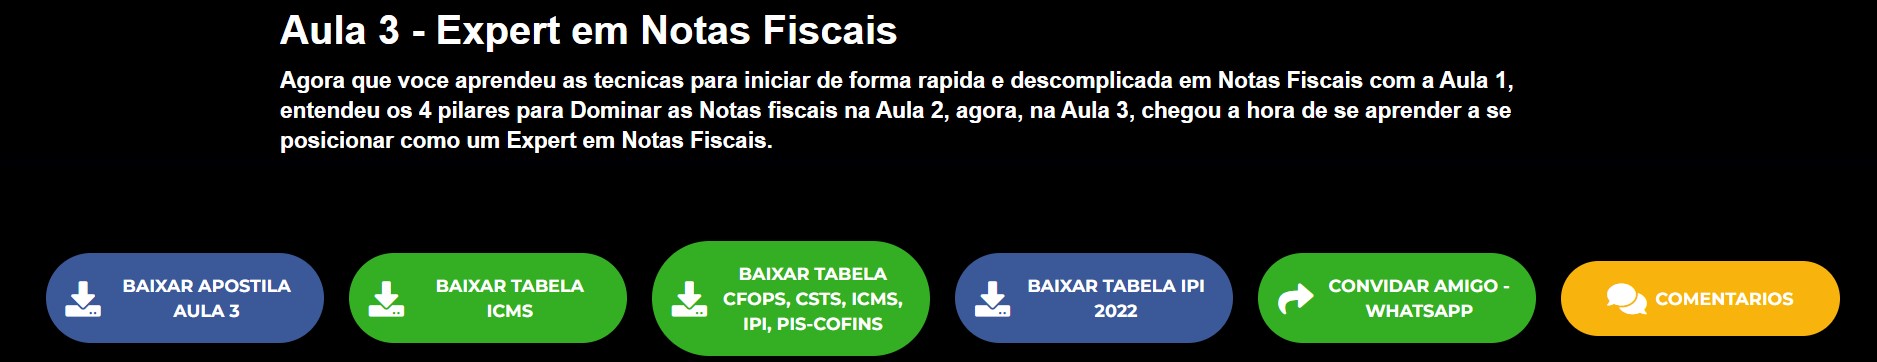 Aula 3 - Expert em Notas Fiscais
Agora que voce aprendeu as tecnicas para iniciar de forma rapida e descomplicada em Notas Fiscais com a Aula 1,
entendeu os 4 pilares para Dominar as Notas fiscais na Aula 2, agora, na Aula 3, chegou a hora de se aprender a se
posicionar como um Expert em Notas Fiscais.
BAIXAR APOSTILA
AULA 3
BAIXAR TABELA
ICMS
BAIXAR TABELA
CFOPS, CSTS, ICMS,
IPI, PIS-COFINS
BAIXAR TABELA IPI
2022
CONVIDAR AMIGO -
WHATSAPP
COMENTARIOS